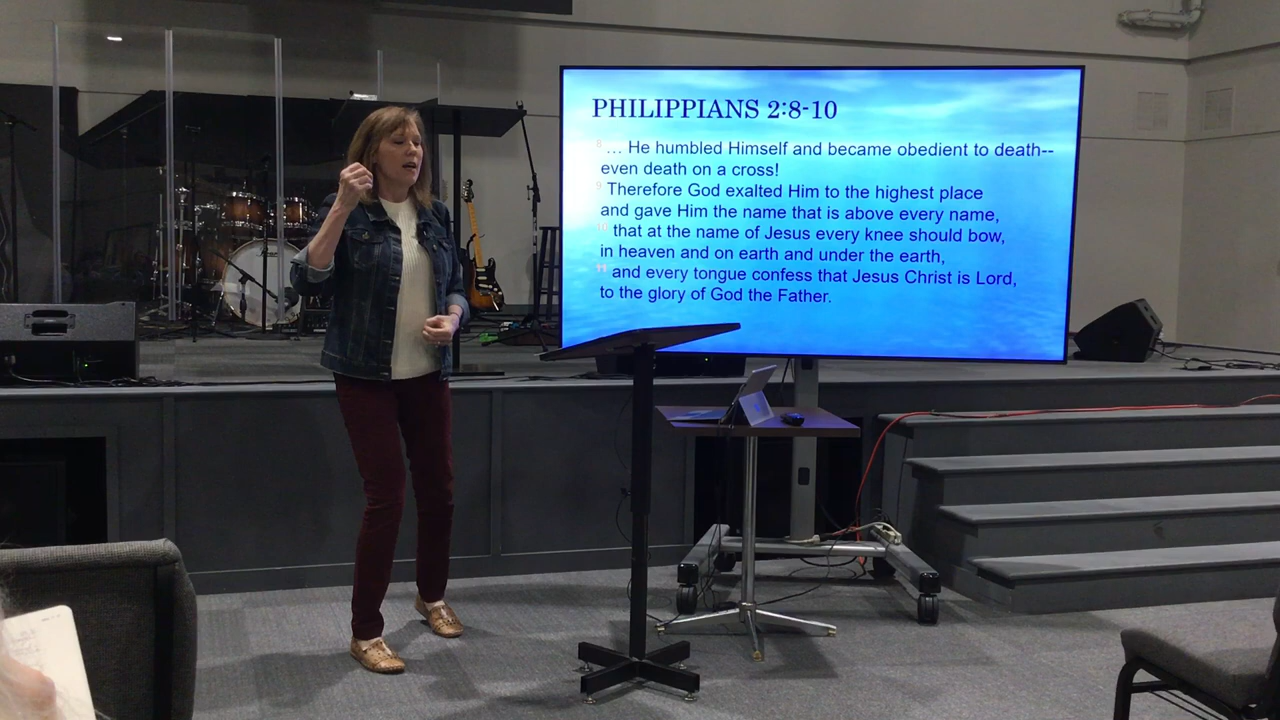 PHILIPPIANS 2:8-10
8 ... He humbled Himself and became obedient to death--
even death on a cross!
9 Therefore God exalted Him to the highest place
and gave Him the name that is above every name,
10 that at the name of Jesus every knee should bow,
in heaven and on earth and under the earth,
11 and every tongue confess that Jesus Christ is Lord,
to the glory of God the Father.